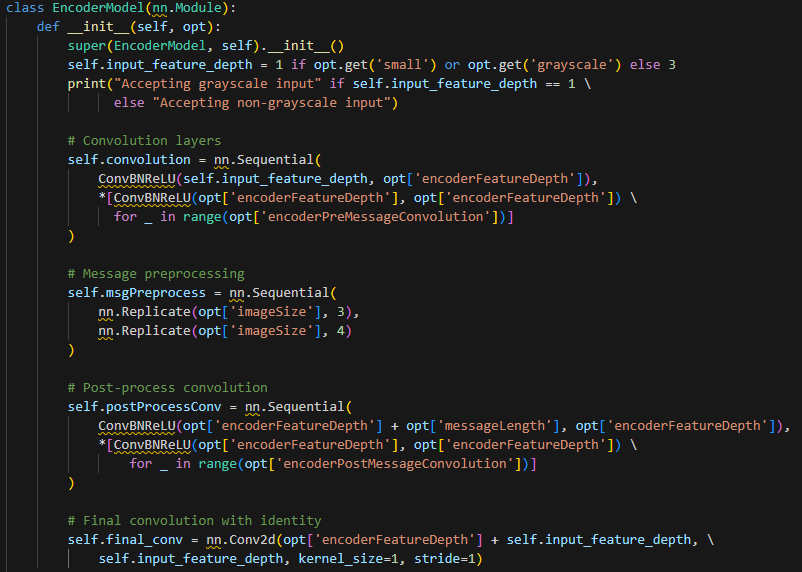 class EncoderModel(nn.Module):
    def __init__(self, opt):
        super(EncoderModel, self).__init__()
        self.input_feature_depth = 1 if opt.get('small') or opt.get('grayscale') else 3
        print("Accepting grayscale input" if self.input_feature_depth == 1 \
              else "Accepting non-grayscale input")
        # Convolution layers
        self.convolution = nn.Sequential(
            ConvBNReLU(self.input_feature_depth, opt['encoderFeatureDepth']),
            *[ConvBNReLU(opt['encoderFeatureDepth'], opt['encoderFeatureDepth']) \
              for _ in range(opt['encoderPreMessageConvolution'])]
        )
        # Message preprocessing
        self.msgPreprocess = nn.Sequential(
            nn.Replicate(opt['imageSize'], 3),
            nn.Replicate(opt['imageSize'], 4)
        )
        # Post-process convolution
        self.postProcessConv = nn.Sequential(
            ConvBNReLU(opt['encoderFeatureDepth'] + opt['messageLength'], opt['encoderFeatureDepth']),
            *[ConvBNReLU(opt['encoderFeatureDepth'], opt['encoderFeatureDepth']) \
                for _ in range(opt['encoderPostMessageConvolution'])]
        )
        # Final convolution with identity
        self.final_conv = nn.Conv2d(opt['encoderFeatureDepth'] + self.input_feature_depth, \
            self.input_feature_depth, kernel_size=1, stride=1)